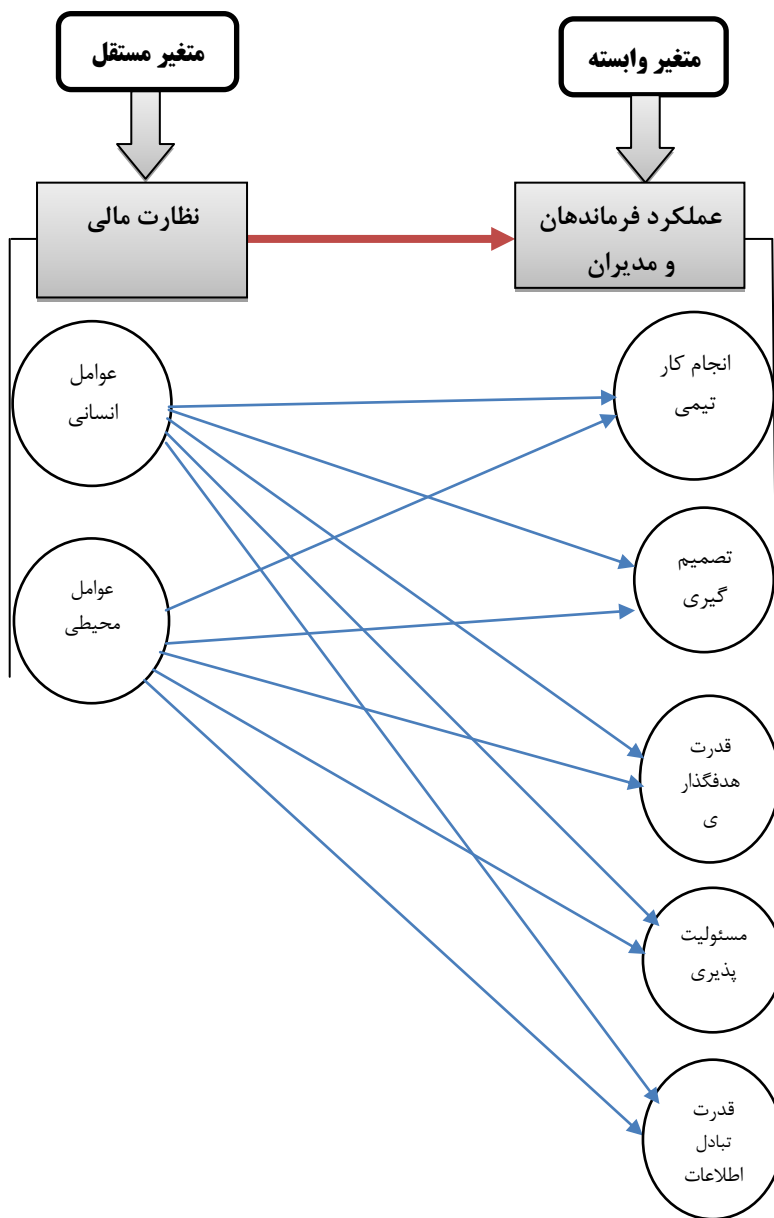 متغیر وابسته
متغیر مستقل
عملکرد فرماندهان
و مدیران
نظارت مالی
انجام کار
تیمی
عوامل
انسانی
تصمیم
گیری
عوامل
محیطی
قدرت
هدفگذار
ی
مسئولیت
پذیری
قدرت
تبادل
اطلاعات